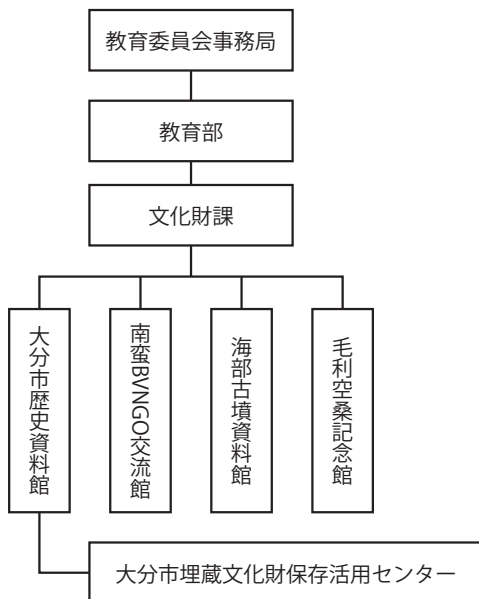 教育委員会事務局
教育部
文化財課
大分市歴史資料館
南蛮BVNGO交流館
海部古墳資料館
毛利空桑記念館
大分市埋蔵文化財保存活用センター